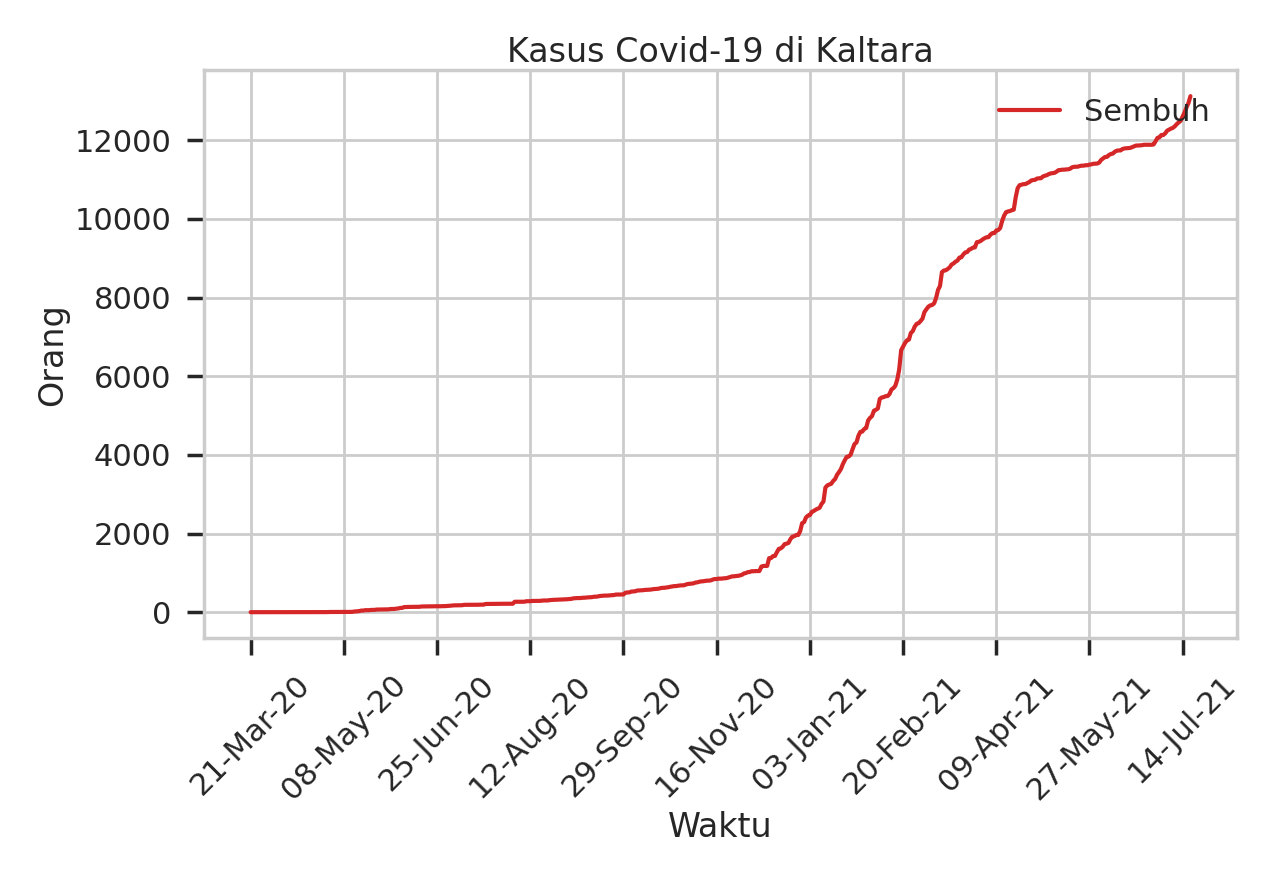 Kasus Covid-19 di Kaltara
Sembuh
12000
10000
8000
6000
4000
2000
0
Orang
21-Mar-20
08-May-20
25-Jun-20
12-Aug-20
29-Sep-20
16-Nov-20
03-Jan-21
20-Feb-21
09-Apr-21
27-May-21
14-Jul-21
Waktu